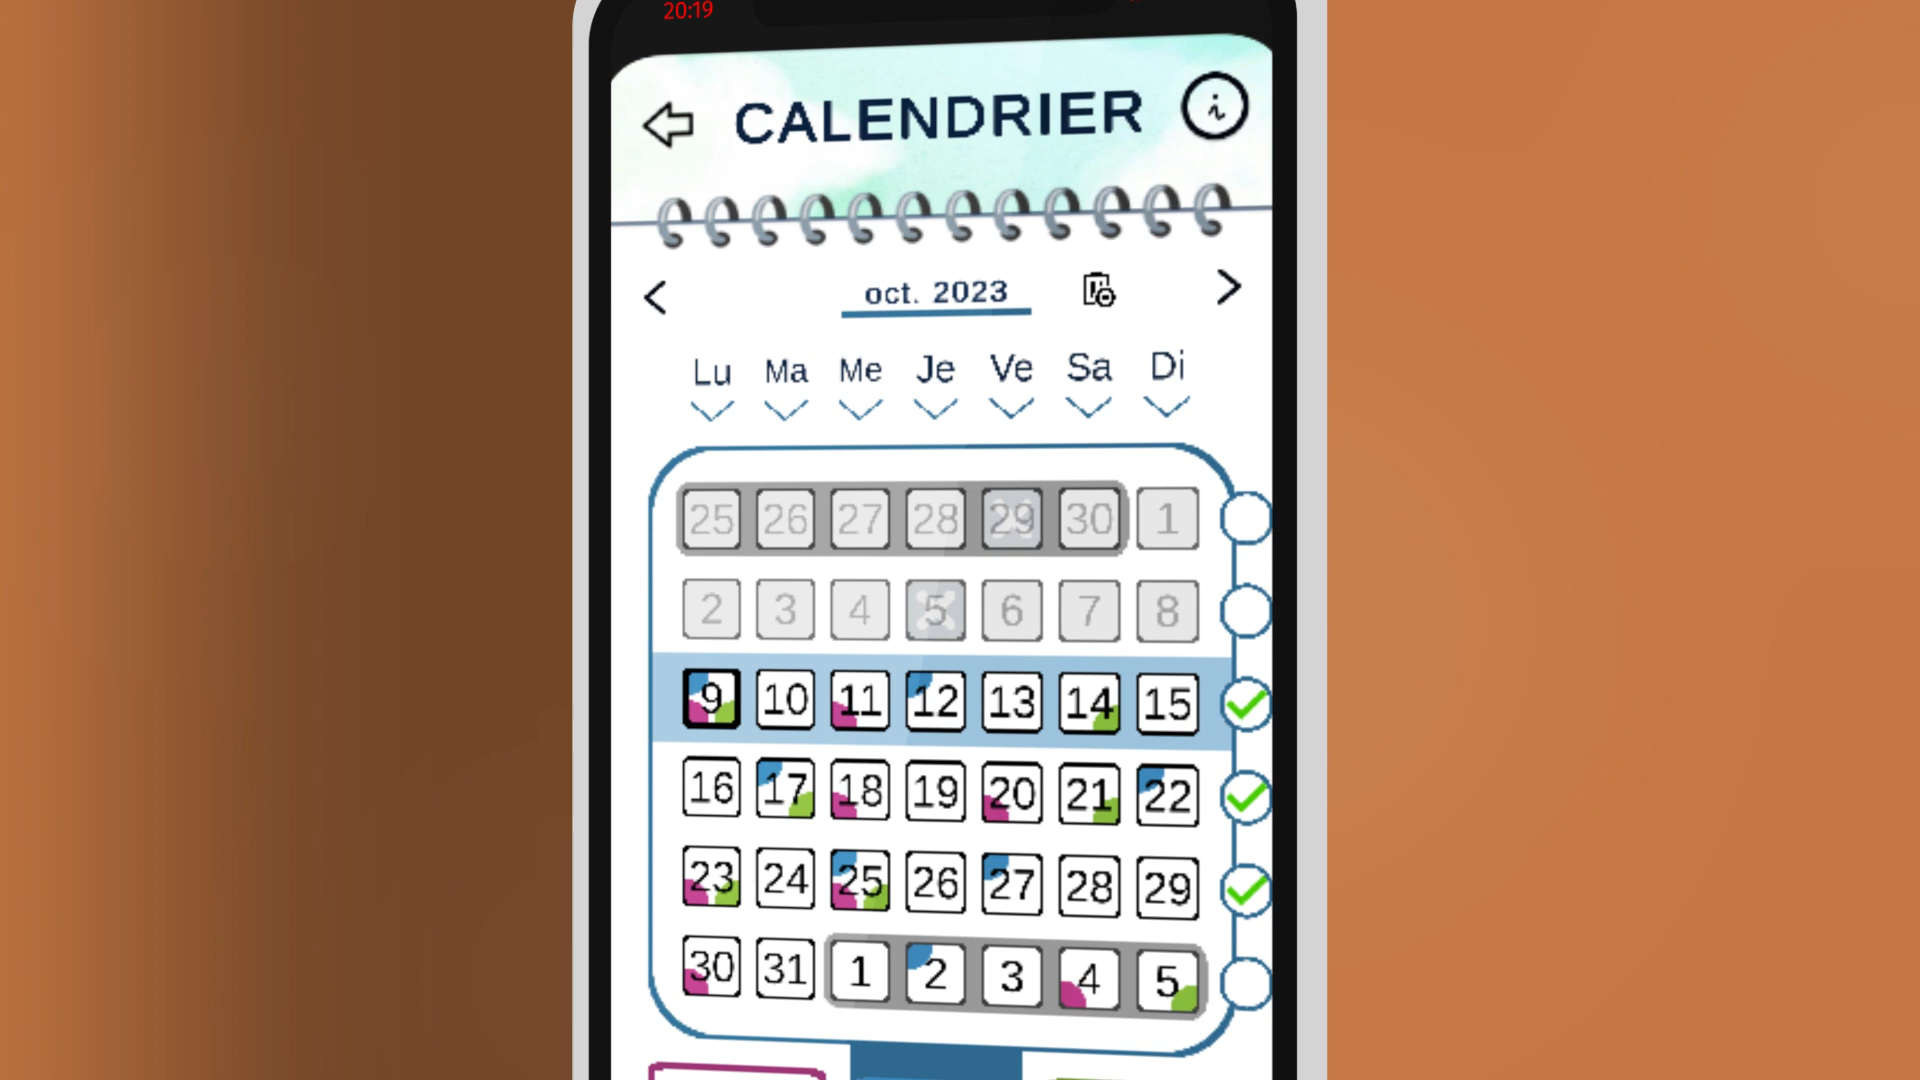 20:19
CALENDRIER
i
oct. 2023
Lu Ma Me Je Ve Sa Di
25 26 27 28 29 30 1
2 3 4 5 6 7 8
9 10 11 12 13 14 15
16 17 18 19 20 21 22
23 24 25 26 27 28 29
30 31 1 2 3 4 5